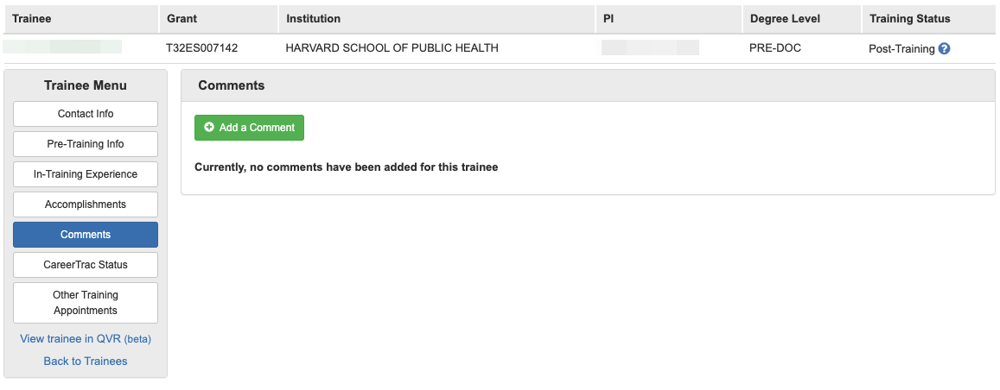 Trainee Grant Institution PI Degree Level Training Status
T32ES007142 HARVARD SCHOOL OF PUBLIC HEALTH PRE-DOC Post-Training ?
Trainee Menu
Contact Info
Pre-Training Info
In-Training Experience
Accomplishments
Comments
CareerTrac Status
Other Training
Appointments
View trainee in QVR (beta)
Back to Trainees
Comments
Add a Comment
Currently, no comments have been added for this trainee